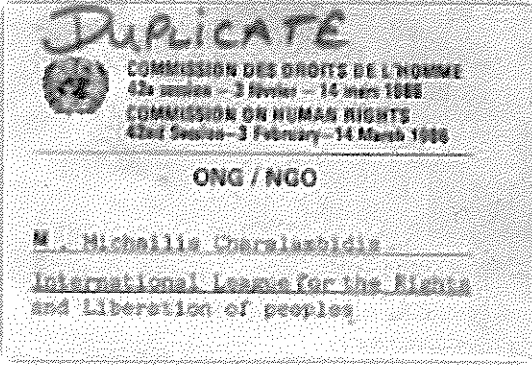 DUPLICATE
COMMISSION DES DROITS DE L'HOMME
42e session – 3 février – 14 mars 1986
COMMISSION ON HUMAN RIGHTS
42nd Session – 3 February – 14 March 1986
ONG / NGO
M . Michailis Charalambidis
International League for the Rights
and Liberation of peoples